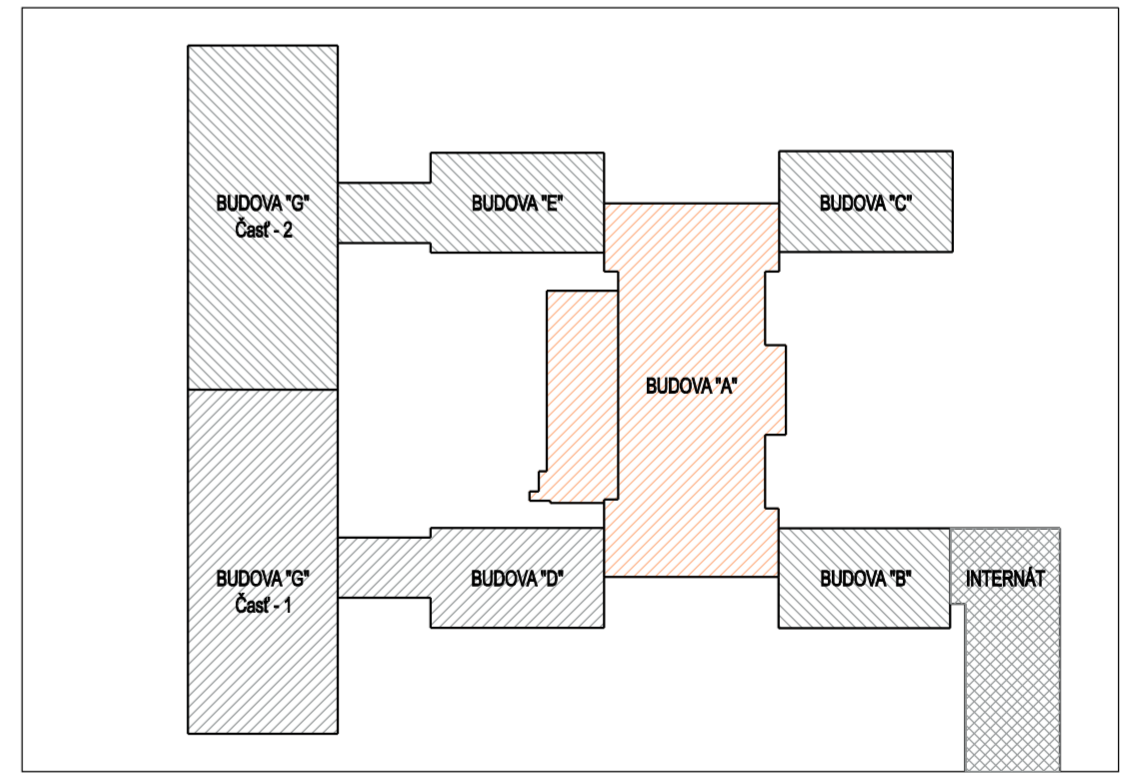 BUDOVA "G"
Časť - 2
BUDOVA "E"
BUDOVA "C"
BUDOVA "A"
BUDOVA "G"
Časť - 1
BUDOVA "D"
BUDOVA "B"
INTERNÁT